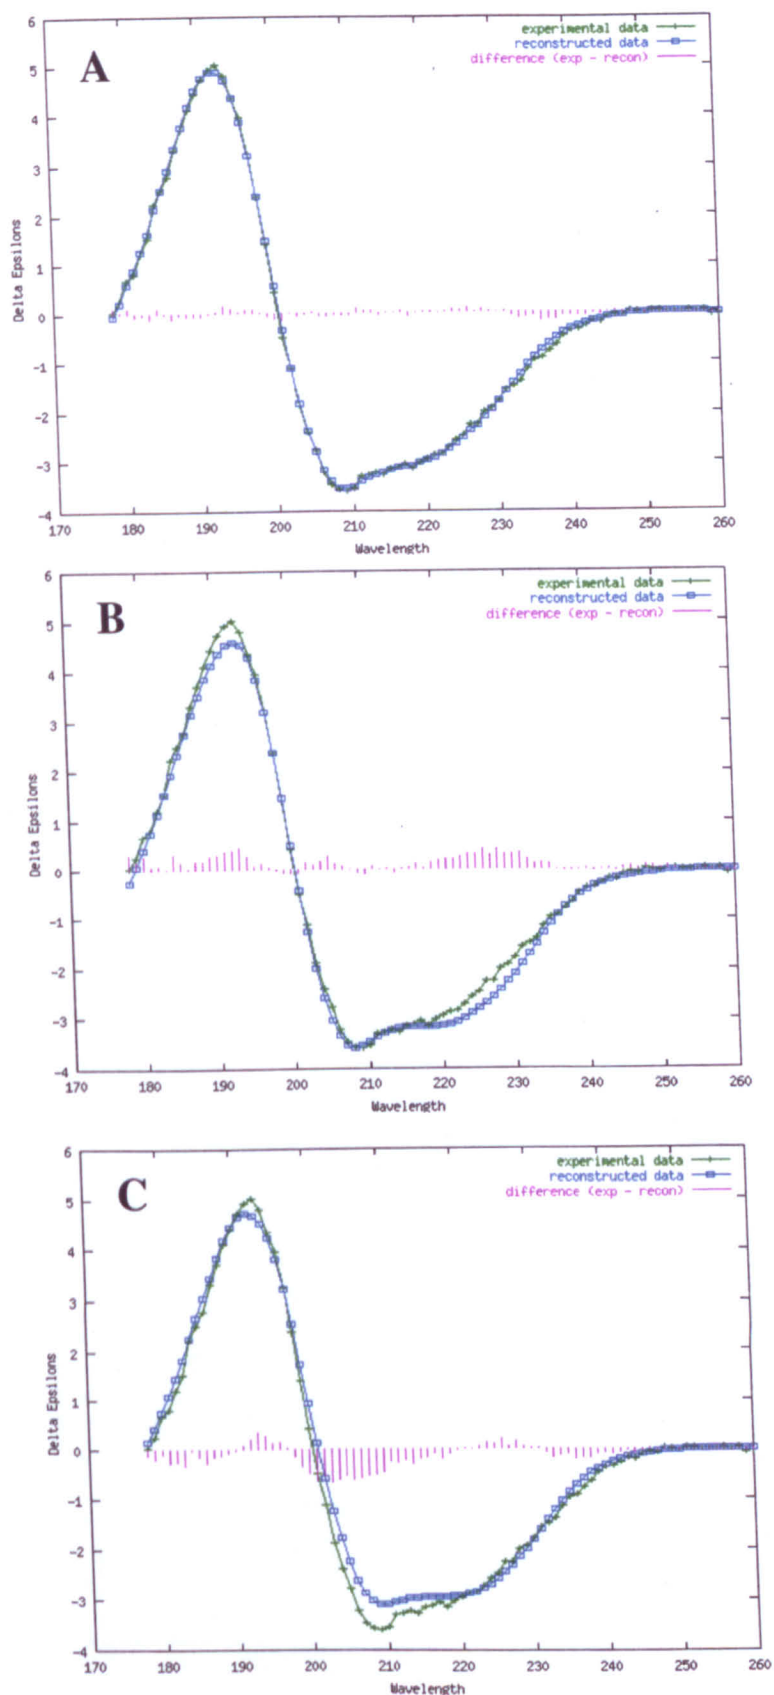 6
experimental data
reconstructed data
A
difference (exp - recon)
5
4
3
2
1
0
-1
-2
-3
-4
Delta Epsilons
170 180 190 200 210 220 230 240 250 260
Wavelength
6
experimental data
reconstructed data
B
difference (exp - recon)
5
4
3
2
1
0
-1
-2
-3
-4
Delta Epsilons
170 180 190 200 210 220 230 240 250 260
Wavelength
6
experimental data
reconstructed data
C
difference (exp - recon)
5
4
3
2
1
0
-1
-2
-3
-4
Delta Epsilons
170 180 190 200 210 220 230 240 250 260
Wavelength